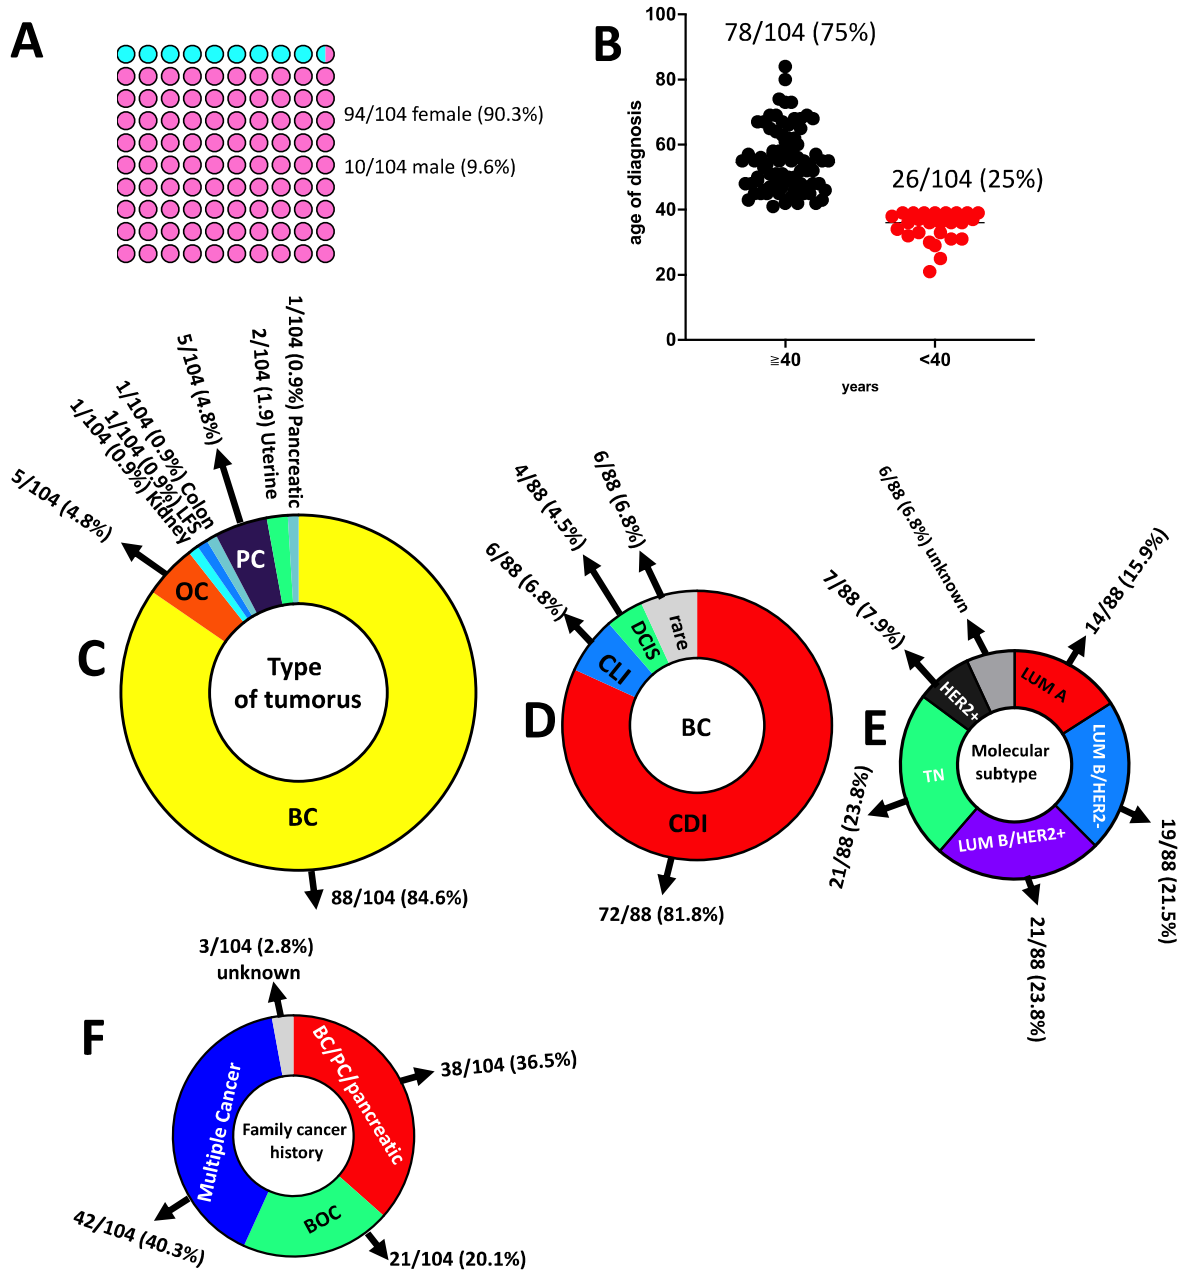 A
94/104 female (90.3%)
10/104 male (9.6%)
B
78/104 (75%)
26/104 (25%)
100
80
60
40
20
0
age of diagnosis
≧40
<40
years
C
5/104 (4.8%)
1/104 (0.9%) Kidney
1/104 (0.9%) LFS
1/104 (0.9%) Colon
5/104 (4.8%)
2/104 (1.9) Uterine
1/104 (0.9%) Pancreatic
OC
PC
Type
of tumorus
BC
88/104 (84.6%)
D
6/88 (6.8%)
4/88 (4.5%)
6/88 (6.8%)
CLI
DCIS
rare
BC
CDI
72/88 (81.8%)
E
7/88 (7.9%)
6/88 (6.8%) unknown
14/88 (15.9%)
HER2+
LUM A
LUM B/HER2-
TN
Molecular
subtype
LUM B/HER2+
21/88 (23.8%)
19/88 (21.5%)
21/88 (23.8%)
F
3/104 (2.8%)
unknown
BC/PC/pancreatic
38/104 (36.5%)
Multiple Cancer
Family cancer
history
BOC
42/104 (40.3%)
21/104 (20.1%)